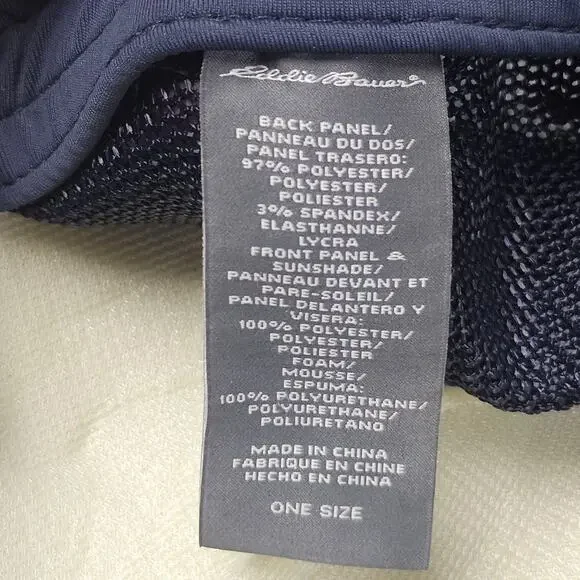 Eddie Bauer®
BACK PANEL/
PANNEAU DU DOS/
PANEL TRASERO:
97% POLYESTER/
POLYESTER/
POLIESTER
3% SPANDEX/
ELASTHANNE/
LYCRA
FRONT PANEL &
SUNSHADE/
PANNEAU DEVANT ET
PARE-SOLEIL/
PANEL DELANTERO Y
VISERA:
100% POLYESTER/
POLYESTER/
POLIESTER
FOAM/
MOUSSE/
ESPUMA:
100% POLYURETHANE/
POLYURETHANE/
POLIURETANO
MADE IN CHINA
FABRIQUE EN CHINE
HECHO EN CHINA
ONE SIZE